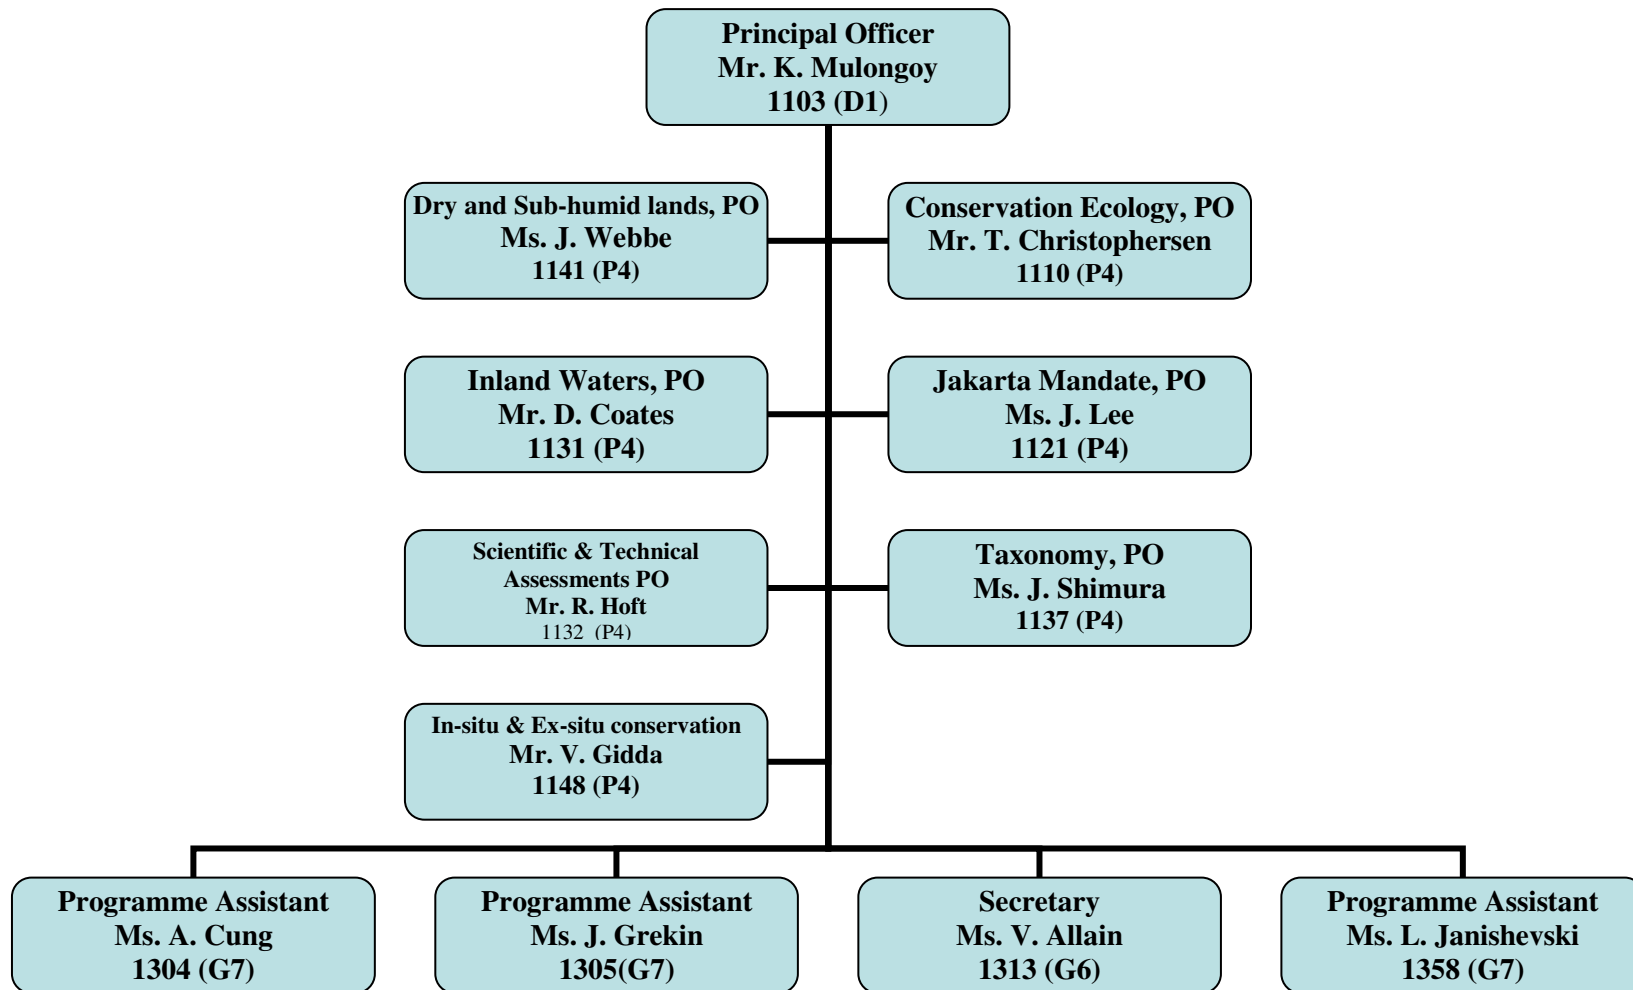 Principal Officer
Mr. K. Mulongoy
1103 (D1)
Dry and Sub-humid lands, PO
Ms. J. Webbe
1141 (P4)
Conservation Ecology, PO
Mr. T. Christophersen
1110 (P4)
Inland Waters, PO
Mr. D. Coates
1131 (P4)
Jakarta Mandate, PO
Ms. J. Lee
1121 (P4)
Scientific & Technical
Assessments PO
Mr. R. Hoft
1132 (P4)
Taxonomy, PO
Ms. J. Shimura
1137 (P4)
In-situ & Ex-situ conservation
Mr. V. Gidda
1148 (P4)
Programme Assistant
Ms. A. Cung
1304 (G7)
Programme Assistant
Ms. J. Grekin
1305(G7)
Secretary
Ms. V. Allain
1313 (G6)
Programme Assistant
Ms. L. Janishevski
1358 (G7)